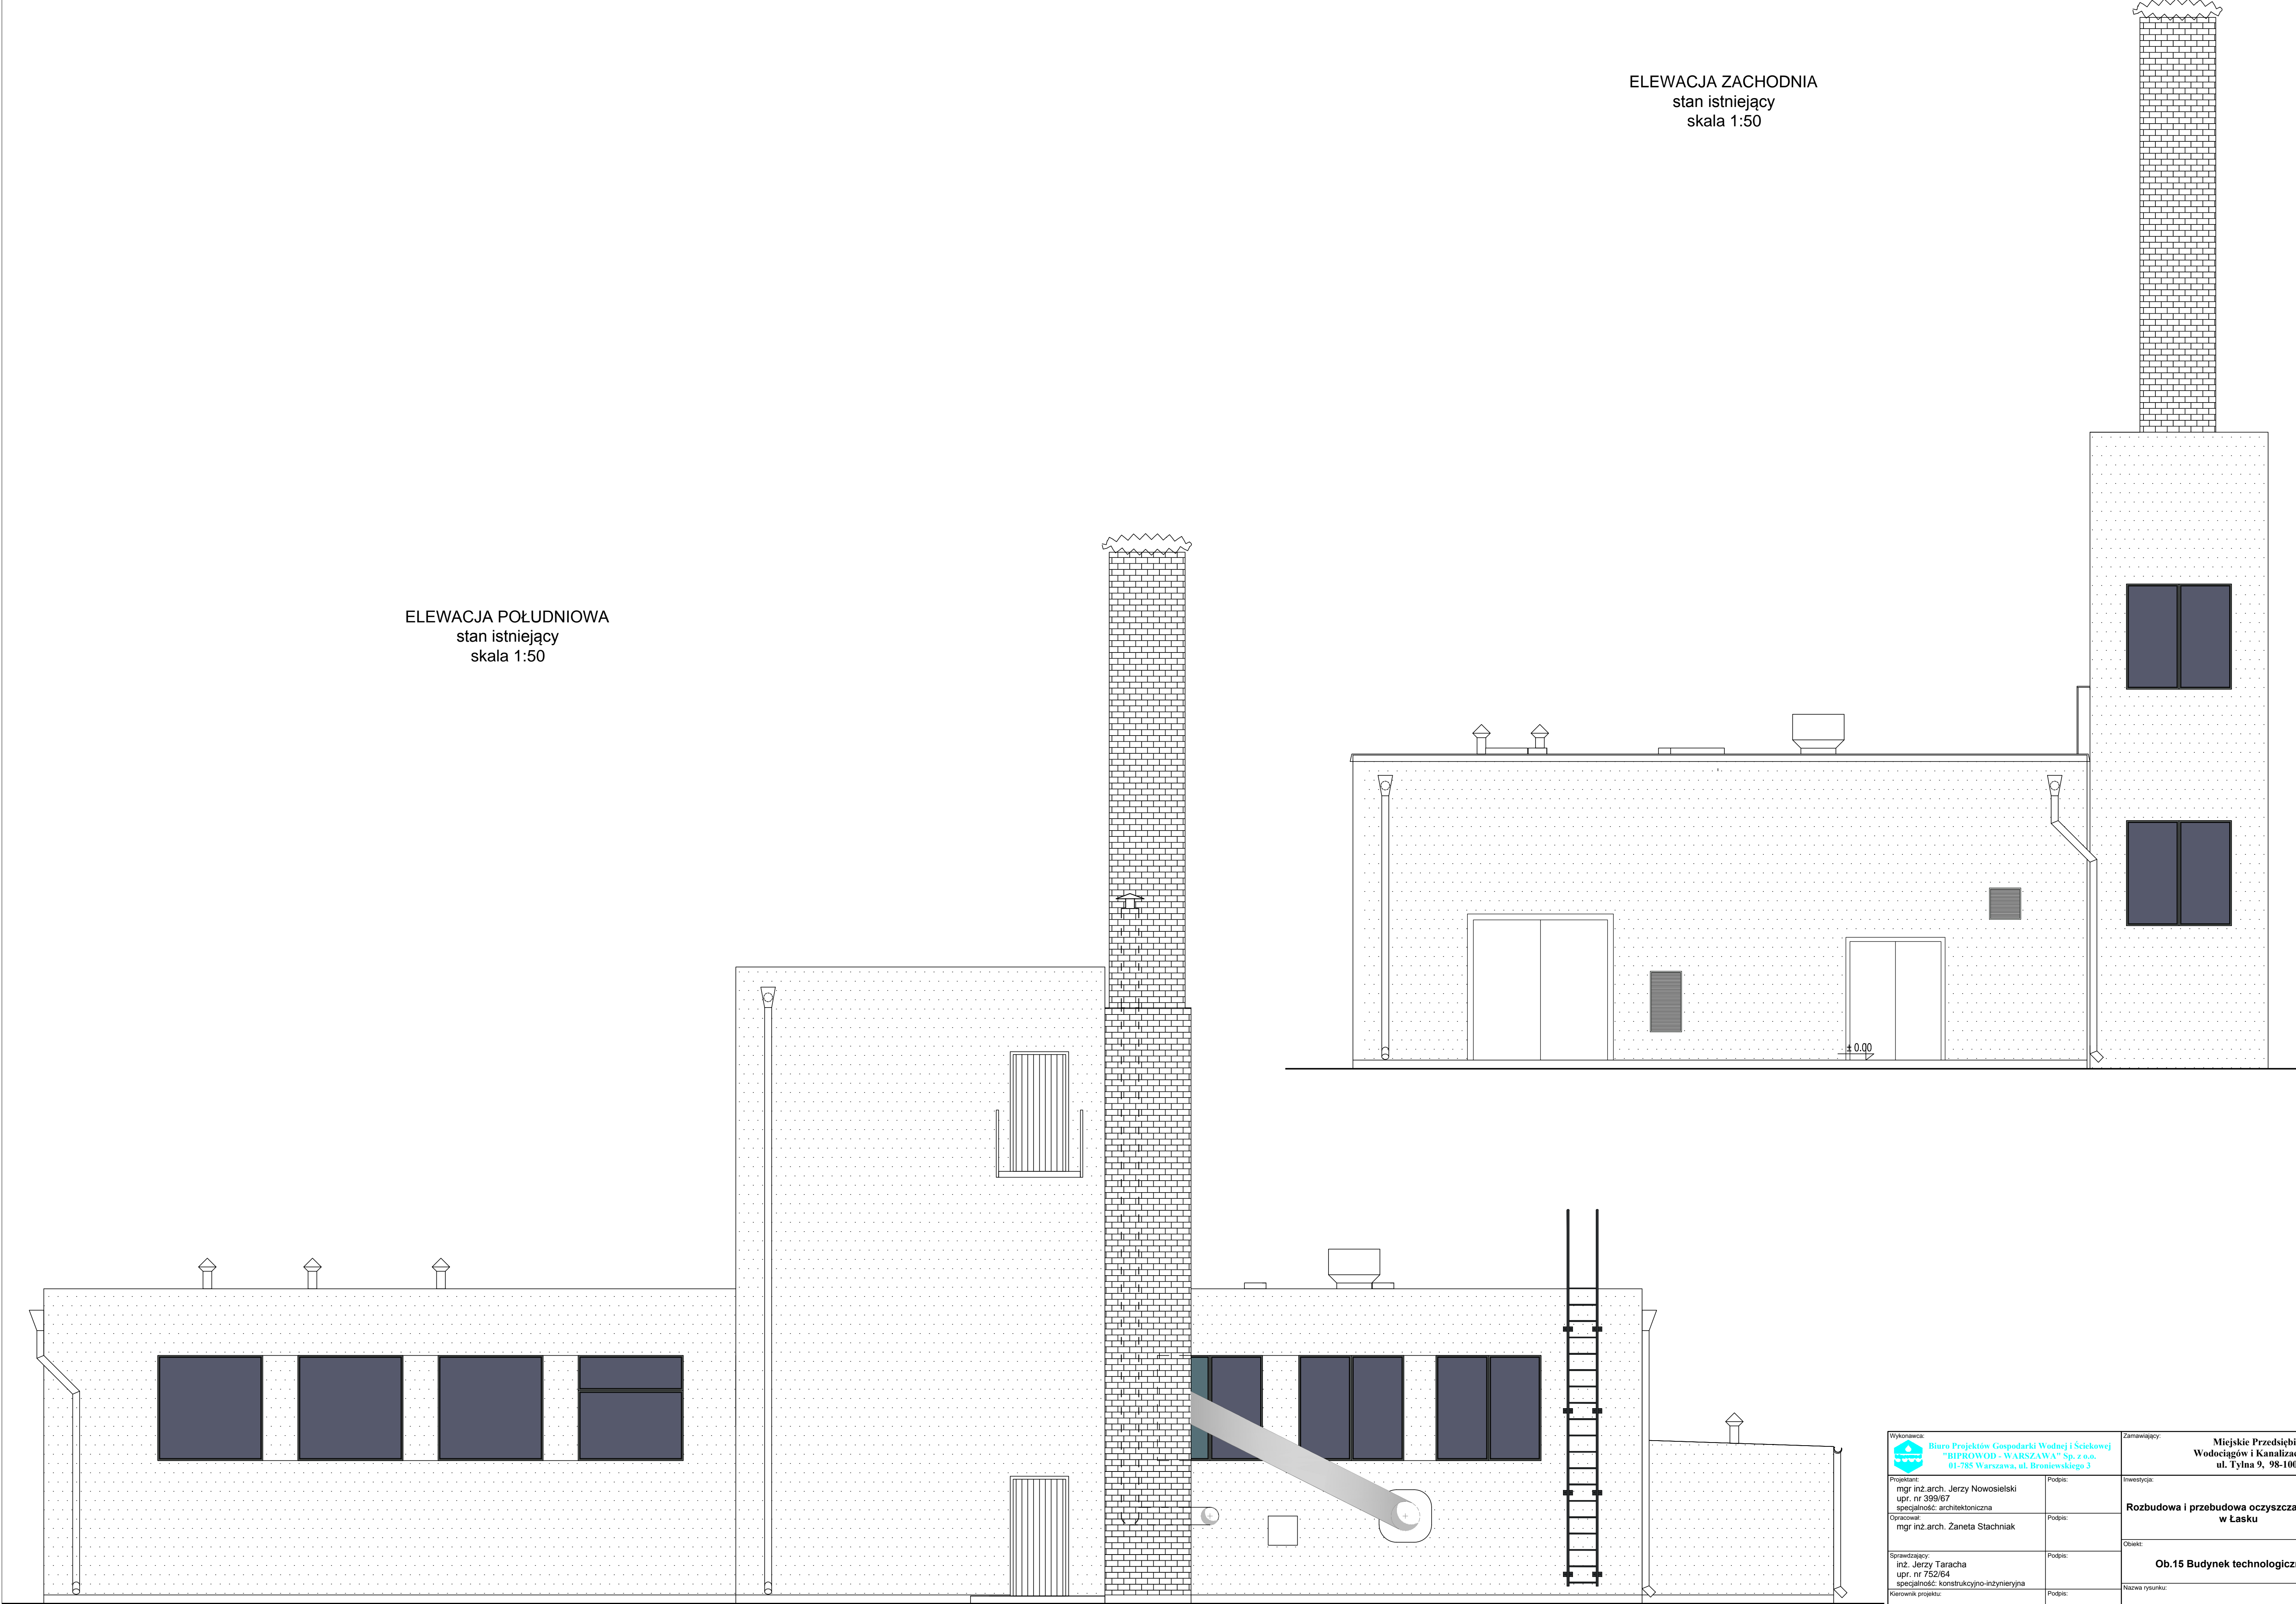 ELEWACJA ZACHODNIA
stan istniejący
skala 1:50
ELEWACJA POŁUDNIOWA
stan istniejący
skala 1:50
± 0.00
Wykonawca:
Biuro Projektów Gospodarki Wodnej i Ściekowej
"BIPROWOD - WARSZAWA" Sp. z o.o.
01-785 Warszawa, ul. Broniewskiego 3
Zamawiający:
Miejskie Przedsiębi
Wodociągów i Kanaliza
ul. Tylna 9, 98-100
Projektant:
mgr inż.arch. Jerzy Nowosielski
upr. nr 399/67
specjalność: architektoniczna
Podpis:
Inwestycja:
Rozbudowa i przebudowa oczyszcza
w Łasku
Opracował:
mgr inż.arch. Żaneta Stachniak
Podpis:
Obiekt:
Ob.15 Budynek technologicz
Sprawdzający:
inż. Jerzy Taracha
upr. nr 752/64
specjalność: konstrukcyjno-inżynieryjna
Podpis:
Nazwa rysunku:
Kierownik projektu:
Podpis: